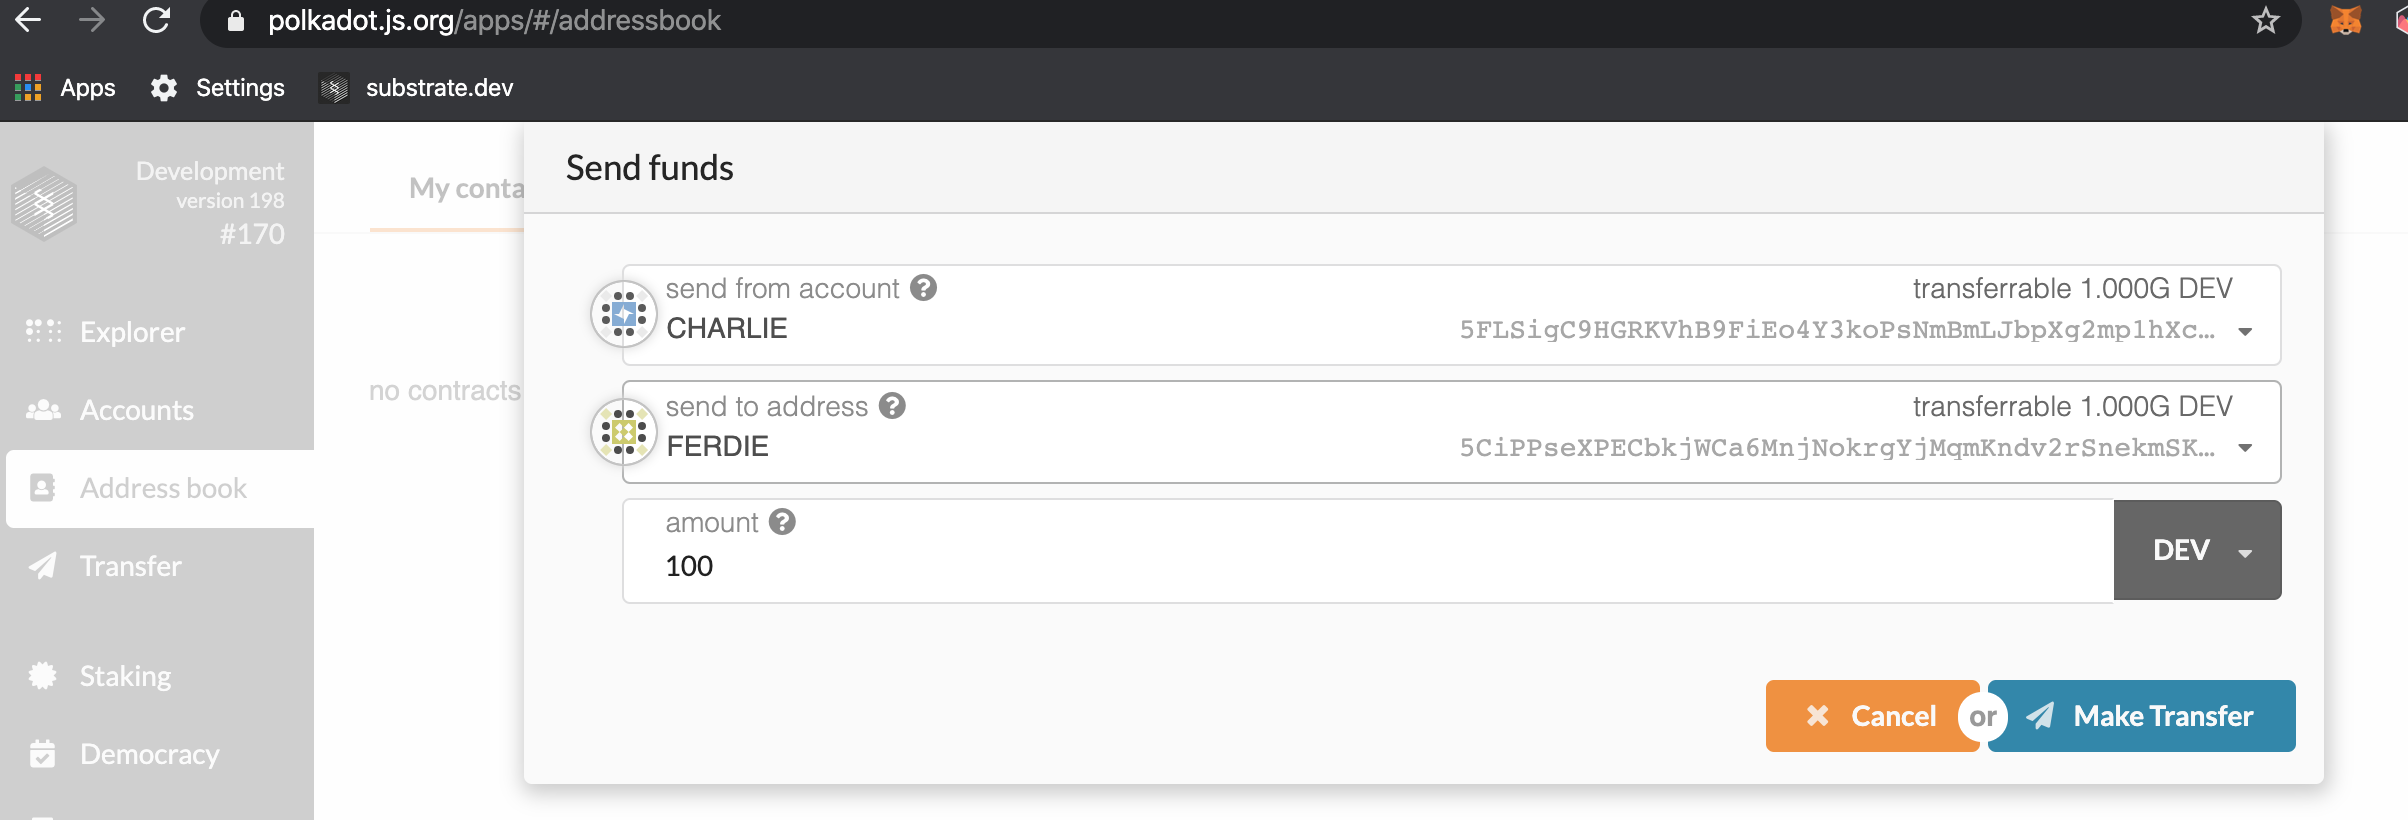 polkadot.js.org/apps/#/addressbook
Apps
Settings
substrate.dev
Development
version 198
#170
Explorer
Accounts
Address book
Transfer
Staking
Democracy
My conta
no contracts
Send funds
send from account ?
transferrable 1.000G DEV
CHARLIE
5FLSigC9HGRKVhB9FiEo4Y3koPsNmBmLJbpXg2mp1hXc...
send to address ?
transferrable 1.000G DEV
FERDIE
5CiPPseXPECbkjWCa6MnjNokrgYjMqmKndv2rSnekmSK...
amount ?
100
DEV
Cancel or Make Transfer